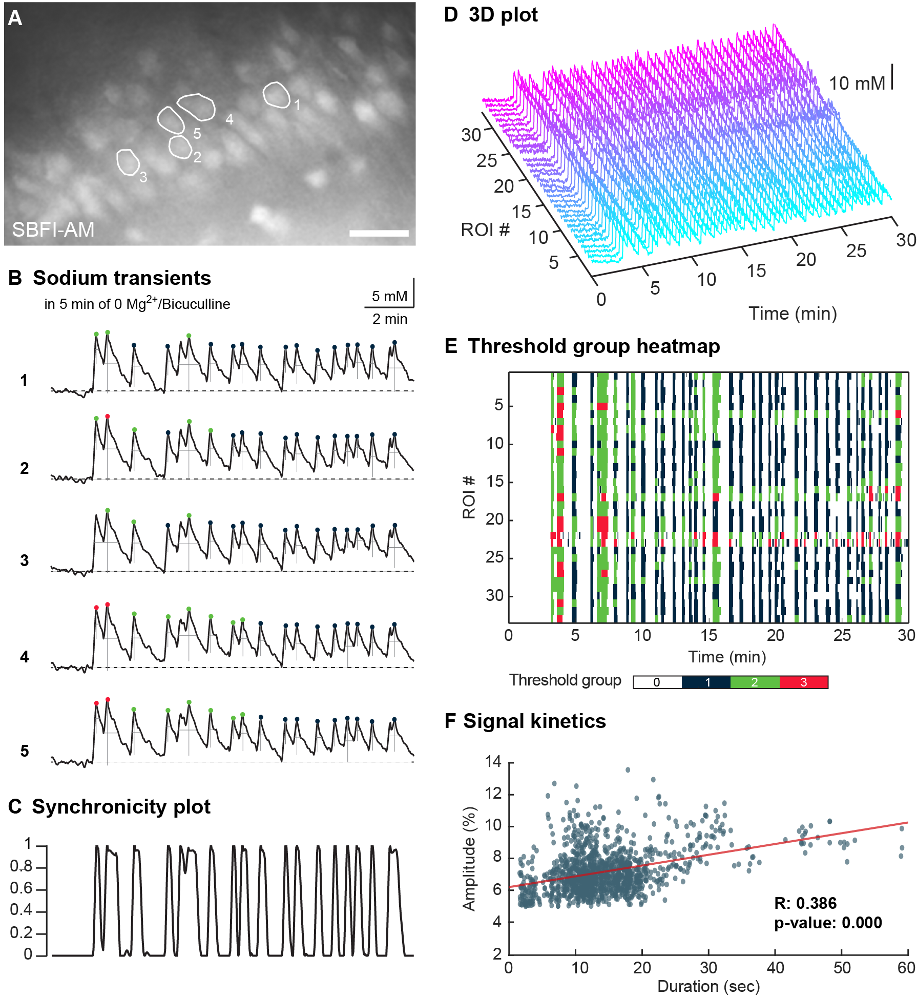 A
1
4
5
2
3
SBFI-AM
B Sodium transients
in 5 min of 0 Mg²⁺/Bicuculline
5 mM
2 min
1
2
3
4
5
C Synchronicity plot
1
0.8
0.6
0.4
0.2
0
D 3D plot
10 mM
30
25
20
15
10
5
ROI #
0
5
10
15
20
25
30
Time (min)
E Threshold group heatmap
5
10
15
20
25
30
ROI #
0 5 10 15 20 25 30
Time (min)
Threshold group 0 1 2 3
F Signal kinetics
14
12
10
8
6
4
2
Amplitude (%)
R: 0.386
p-value: 0.000
0 10 20 30 40 50 60
Duration (sec)